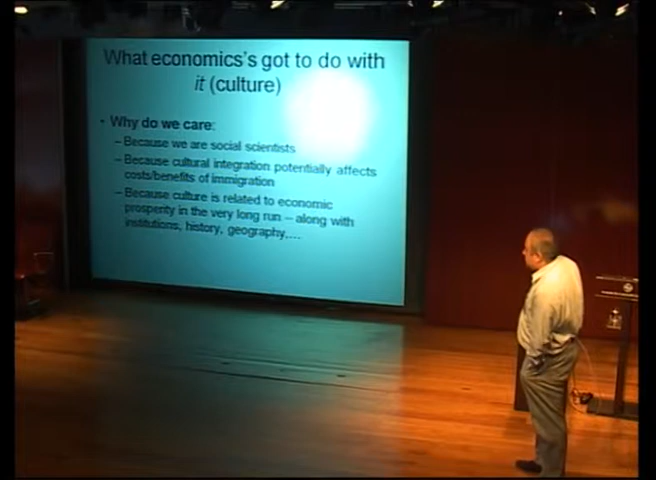 What economics's got to do with
it (culture)
• Why do we care:
– Because we are social scientists
– Because cultural integration potentially affects
costs/benefits of immigration
– Because culture is related to economic
prosperity in the very long run – along with
institutions, history, geography,…